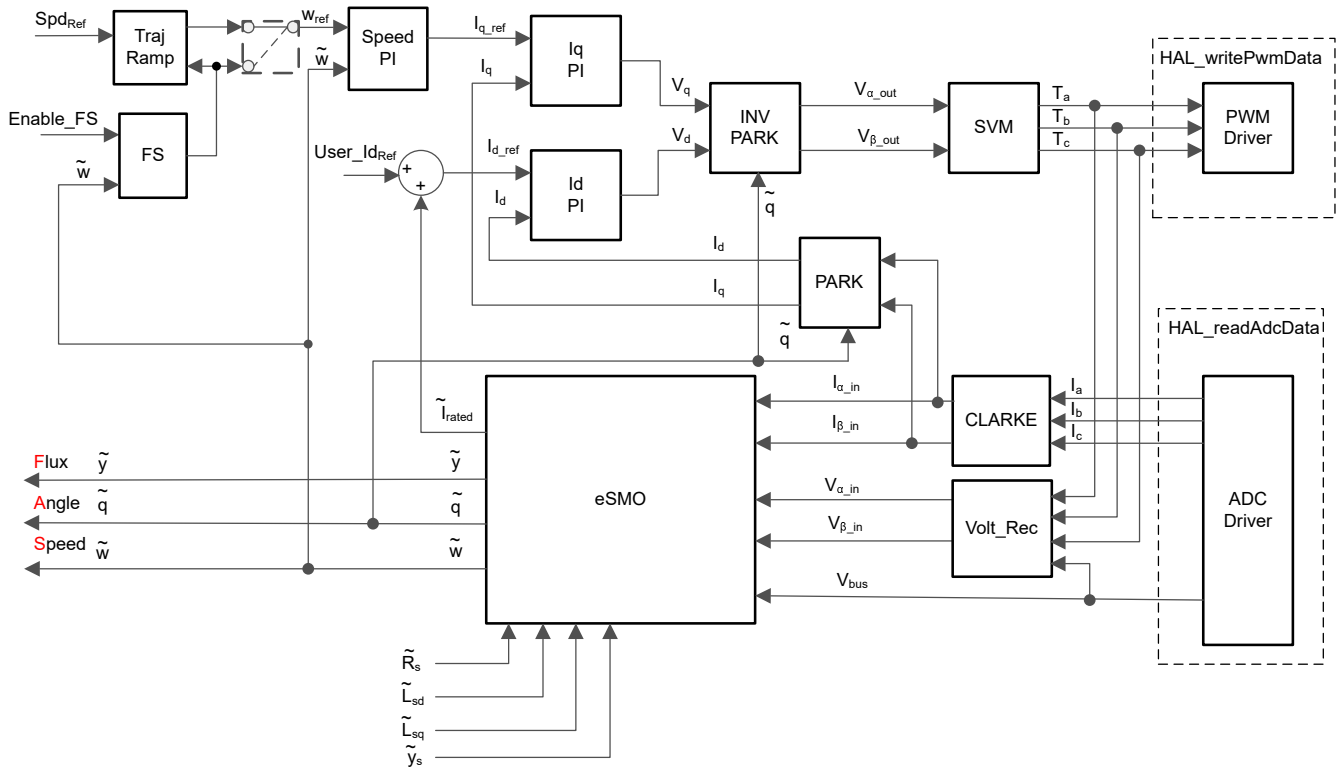 Spd_Ref
Traj
Ramp
w_ref
w̃
Speed
PI
I_q_ref
I_q
Iq
PI
V_q
V_d
INV
PARK
V_α_out
V_β_out
SVM
T_a
T_b
T_c
HAL_writePwmData
PWM
Driver
Enable_FS
w̃
FS
User_Id_Ref
+
+
I_d_ref
I_d
Id
PI
q̃
I_d
I_q
PARK
q̃
HAL_readAdcData
Ĩ_rated
I_α_in
I_β_in
CLARKE
I_a
I_b
I_c
Flux
ỹ
ỹ
Angle
q̃
q̃
Speed
w̃
w̃
eSMO
V_α_in
V_β_in
Volt_Rec
V_bus
ADC
Driver
R̃_s
L̃_sd
L̃_sq
ỹ_s